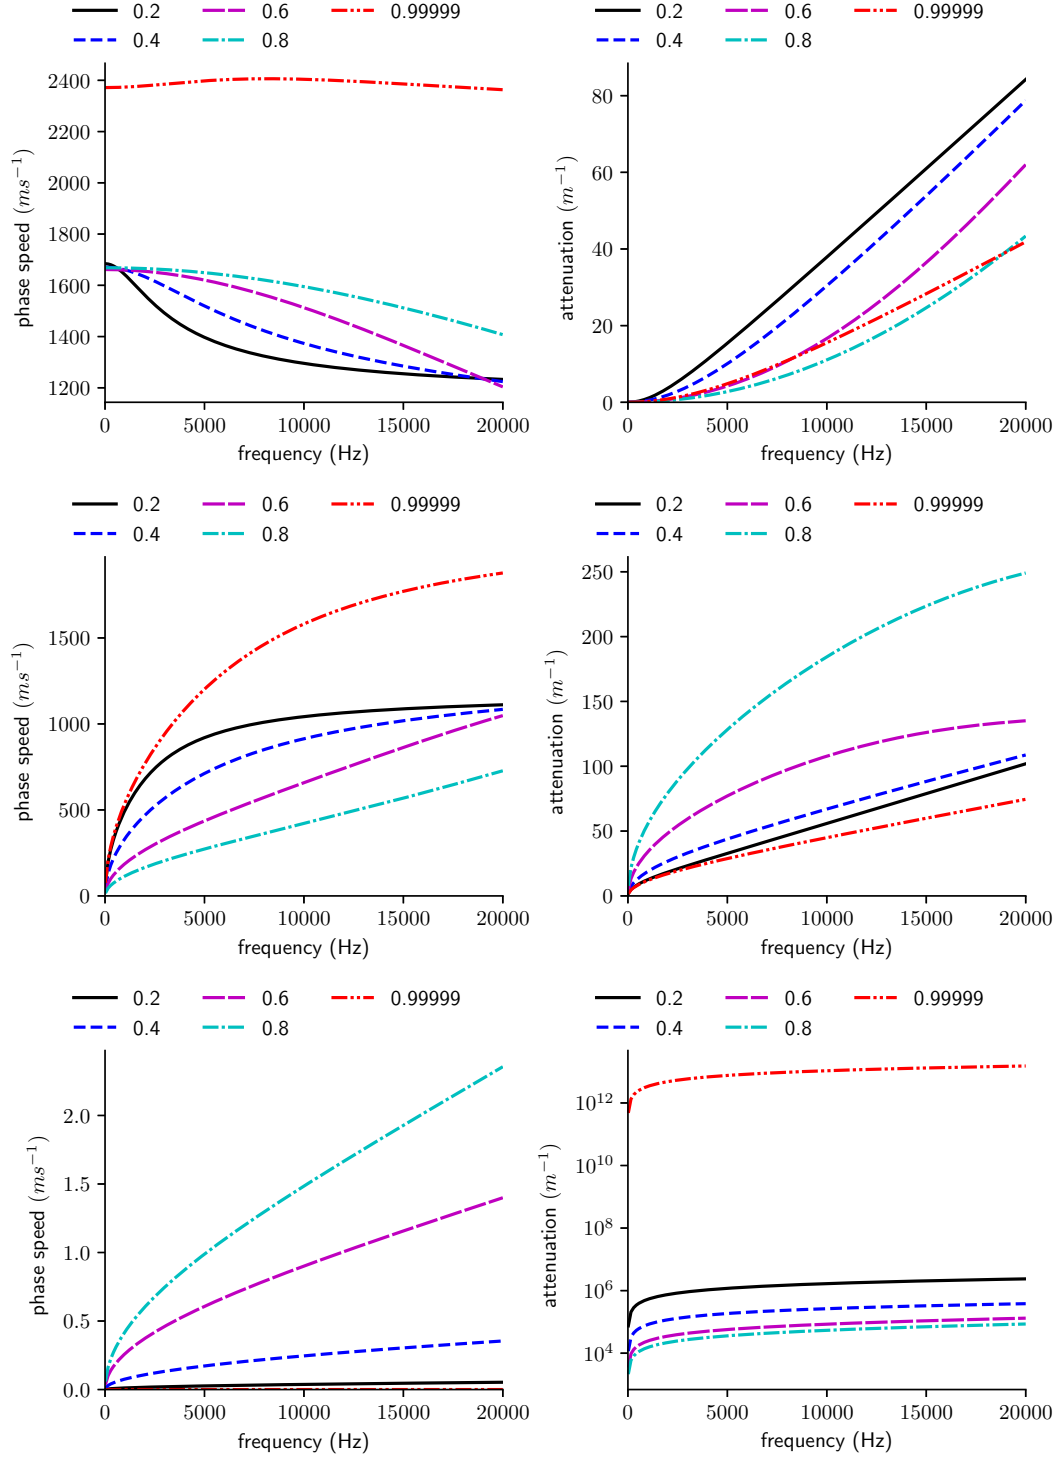 0.2 0.6 0.99999
0.4 0.8
2400
2200
2000
1800
1600
1400
1200
phase speed (ms⁻¹)
0 5000 10000 15000 20000
frequency (Hz)
0.2 0.6 0.99999
0.4 0.8
80
60
40
20
0
attenuation (m⁻¹)
0 5000 10000 15000 20000
frequency (Hz)
0.2 0.6 0.99999
0.4 0.8
1500
1000
500
0
phase speed (ms⁻¹)
0 5000 10000 15000 20000
frequency (Hz)
0.2 0.6 0.99999
0.4 0.8
250
200
150
100
50
0
attenuation (m⁻¹)
0 5000 10000 15000 20000
frequency (Hz)
0.2 0.6 0.99999
0.4 0.8
2.0
1.5
1.0
0.5
0.0
phase speed (ms⁻¹)
0 5000 10000 15000 20000
frequency (Hz)
0.2 0.6 0.99999
0.4 0.8
10¹²
10¹⁰
10⁸
10⁶
10⁴
attenuation (m⁻¹)
0 5000 10000 15000 20000
frequency (Hz)